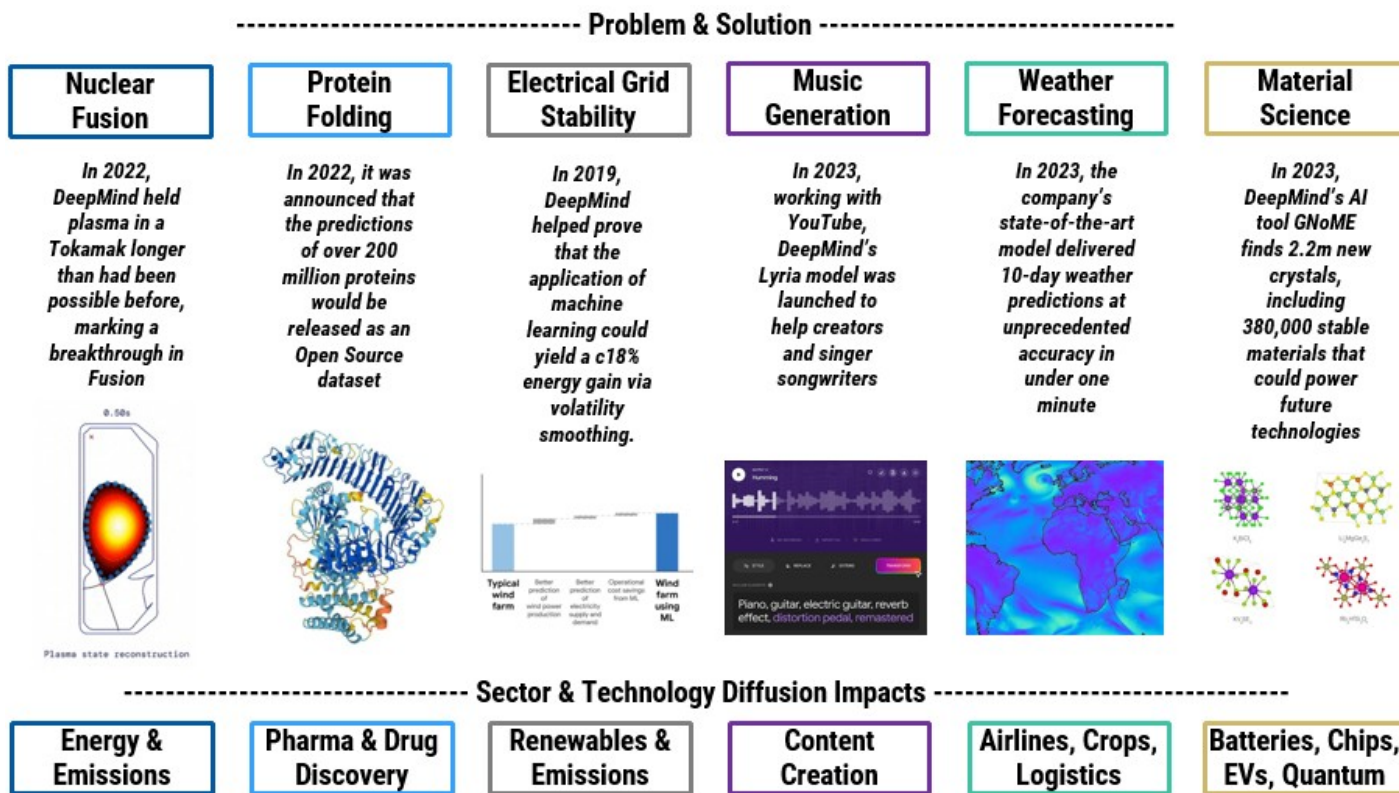 Problem & Solution
Nuclear
Fusion
In 2022,
DeepMind held
plasma in a
Tokamak longer
than had been
possible before,
marking a
breakthrough in
Fusion
0.50s
Plasma state reconstruction
Protein
Folding
In 2022, it was
announced that
the predictions
of over 200
million proteins
would be
released as an
Open Source
dataset
Electrical Grid
Stability
In 2019,
DeepMind
helped prove
that the
application of
machine
learning could
yield a c18%
energy gain via
volatility
smoothing.
Typical
wind
farm
Better
prediction
of
wind power
production
Better
prediction
of
electricity
supply and
demand
Operational
cost savings
from ML
Wind
farm
using
ML
Music
Generation
In 2023,
working with
YouTube,
DeepMind's
Lyria model was
launched to
help creators
and singer
songwriters
Humming
STYLE
REPLACE
EXTEND
TRANSFORM
Piano, guitar, electric guitar, reverb
effect, distortion pedal, remastered
Weather
Forecasting
In 2023, the
company's
state-of-the-art
model delivered
10-day weather
predictions at
unprecedented
accuracy in
under one
minute
Material
Science
In 2023,
DeepMind's AI
tool GNoME
finds 2.2m new
crystals,
including
380,000 stable
materials that
could power
future
technologies
Sector & Technology Diffusion Impacts
Energy &
Emissions
Pharma & Drug
Discovery
Renewables &
Emissions
Content
Creation
Airlines, Crops,
Logistics
Batteries, Chips,
EVs, Quantum